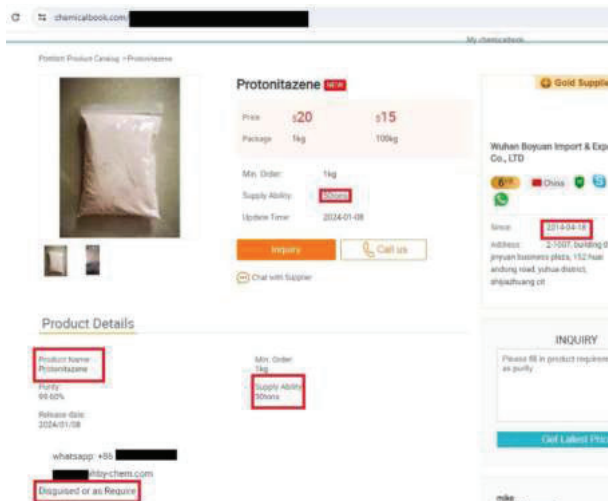 chemicalbook.com/
My chemicalbook
Position: Product Catalog >Protonitazene
Protonitazene NEW
Price $20 $15
Package 1kg 100kg
Min. Order: 1kg
Supply Ability: 50tons
Update Time: 2024-01-08
Inquiry
Call us
Chat with Supplier
Gold Supplie
Wuhan Boyuan Import & Exp
Co., LTD
China
Since: 2014-04-18
Address: 2-1007, building
business plaza, 152 huai
andong road, yuhua district,
shijiazhuang cit
INQUIRY
Please fill in product requirem
as purity
Get Latest Pric
mike
Product Details
Product Name
Protonitazene
Min. Order:
1kg
Purity
99.60%
Supply Ability
50tons
Release date
2024/01/08
whatsapp: +86
hby-chem.com
Disguised or as Require